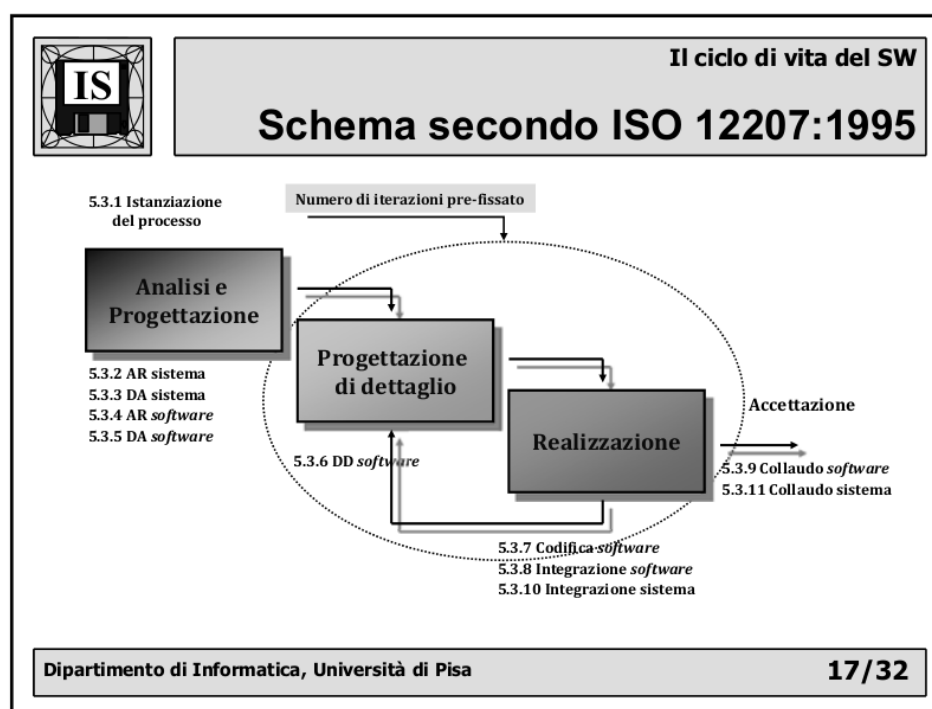 IS
Il ciclo di vita del SW
Schema secondo ISO 12207:1995
5.3.1 Istanziazione
del processo
Numero di iterazioni pre-fissato
Analisi e
Progettazione
5.3.2 AR sistema
5.3.3 DA sistema
5.3.4 AR software
5.3.5 DA software
Progettazione
di dettaglio
5.3.6 DD software
Realizzazione
5.3.7 Codifica software
5.3.8 Integrazione software
5.3.10 Integrazione sistema
Accettazione
5.3.9 Collaudo software
5.3.11 Collaudo sistema
Dipartimento di Informatica, Università di Pisa
17/32